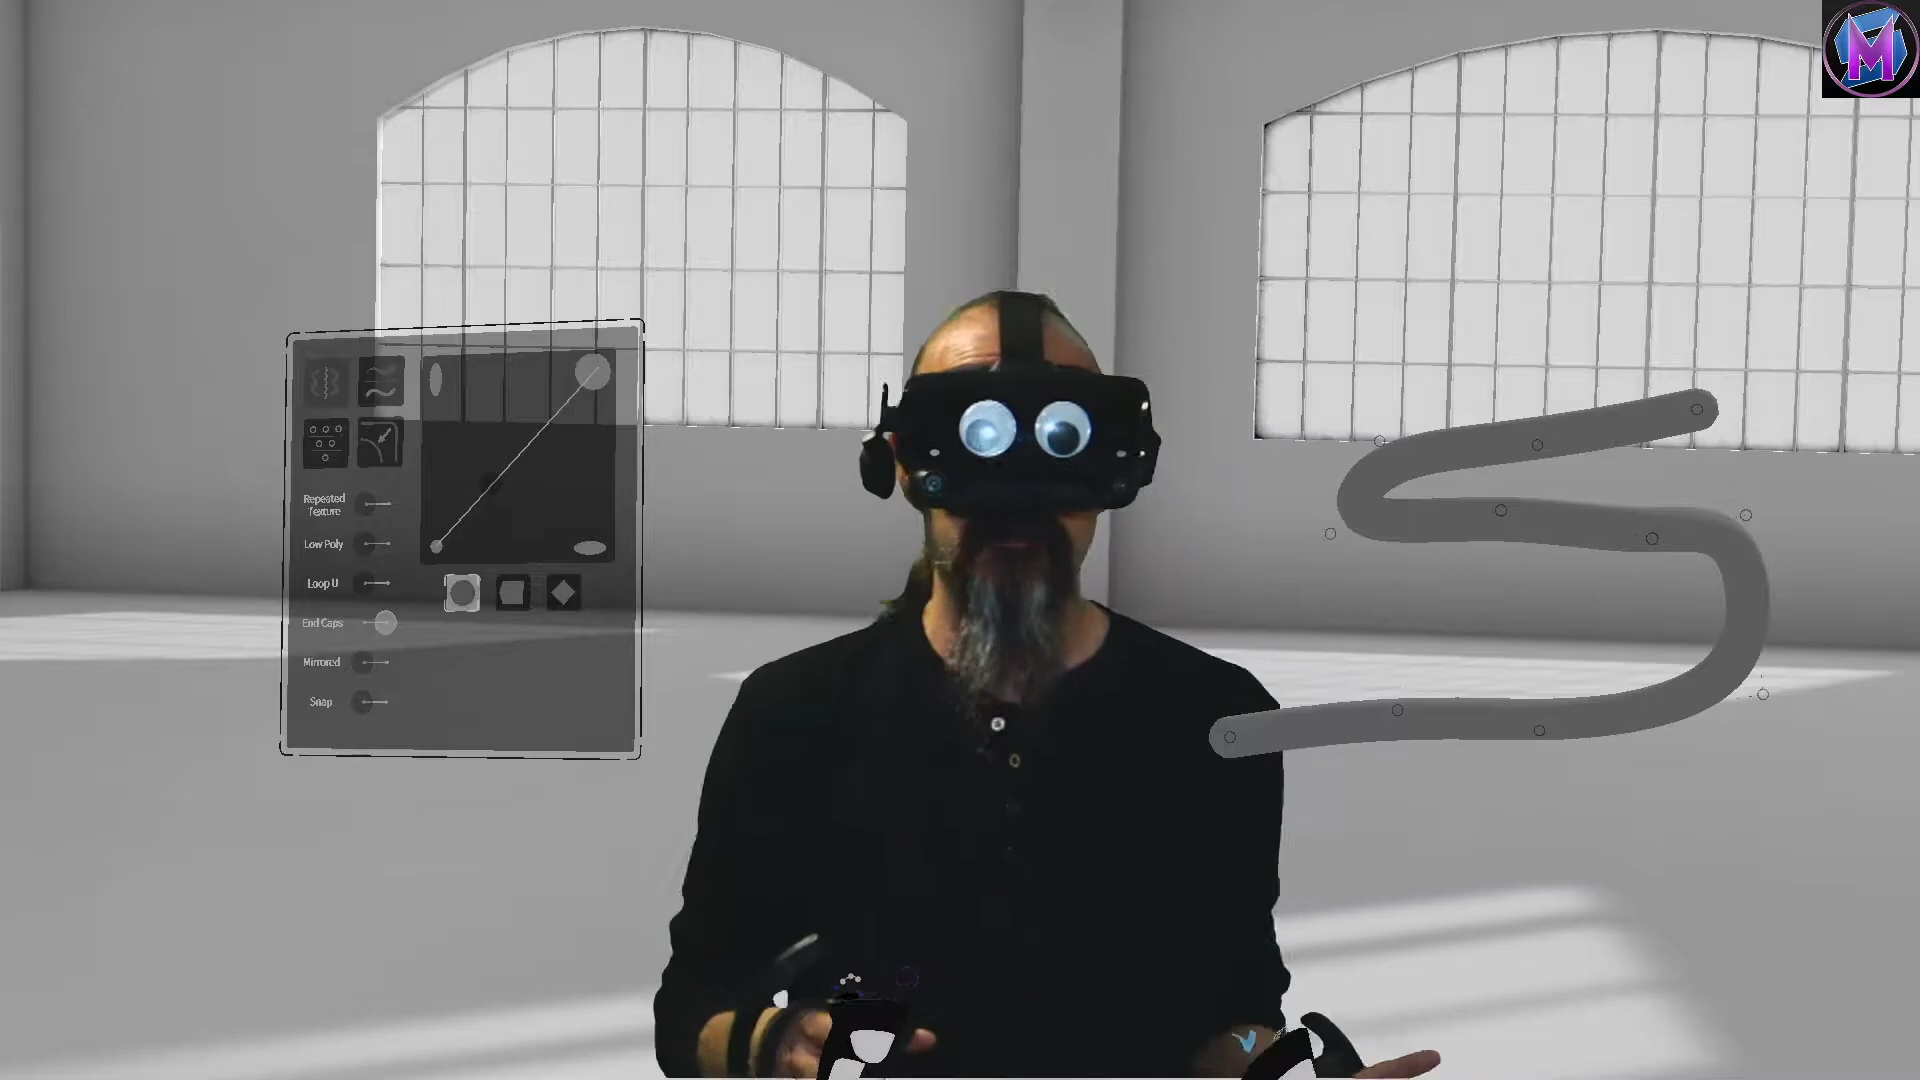 M
Repeated
Texture
Low Poly
Loop U
End Caps
Mirrored
Snap